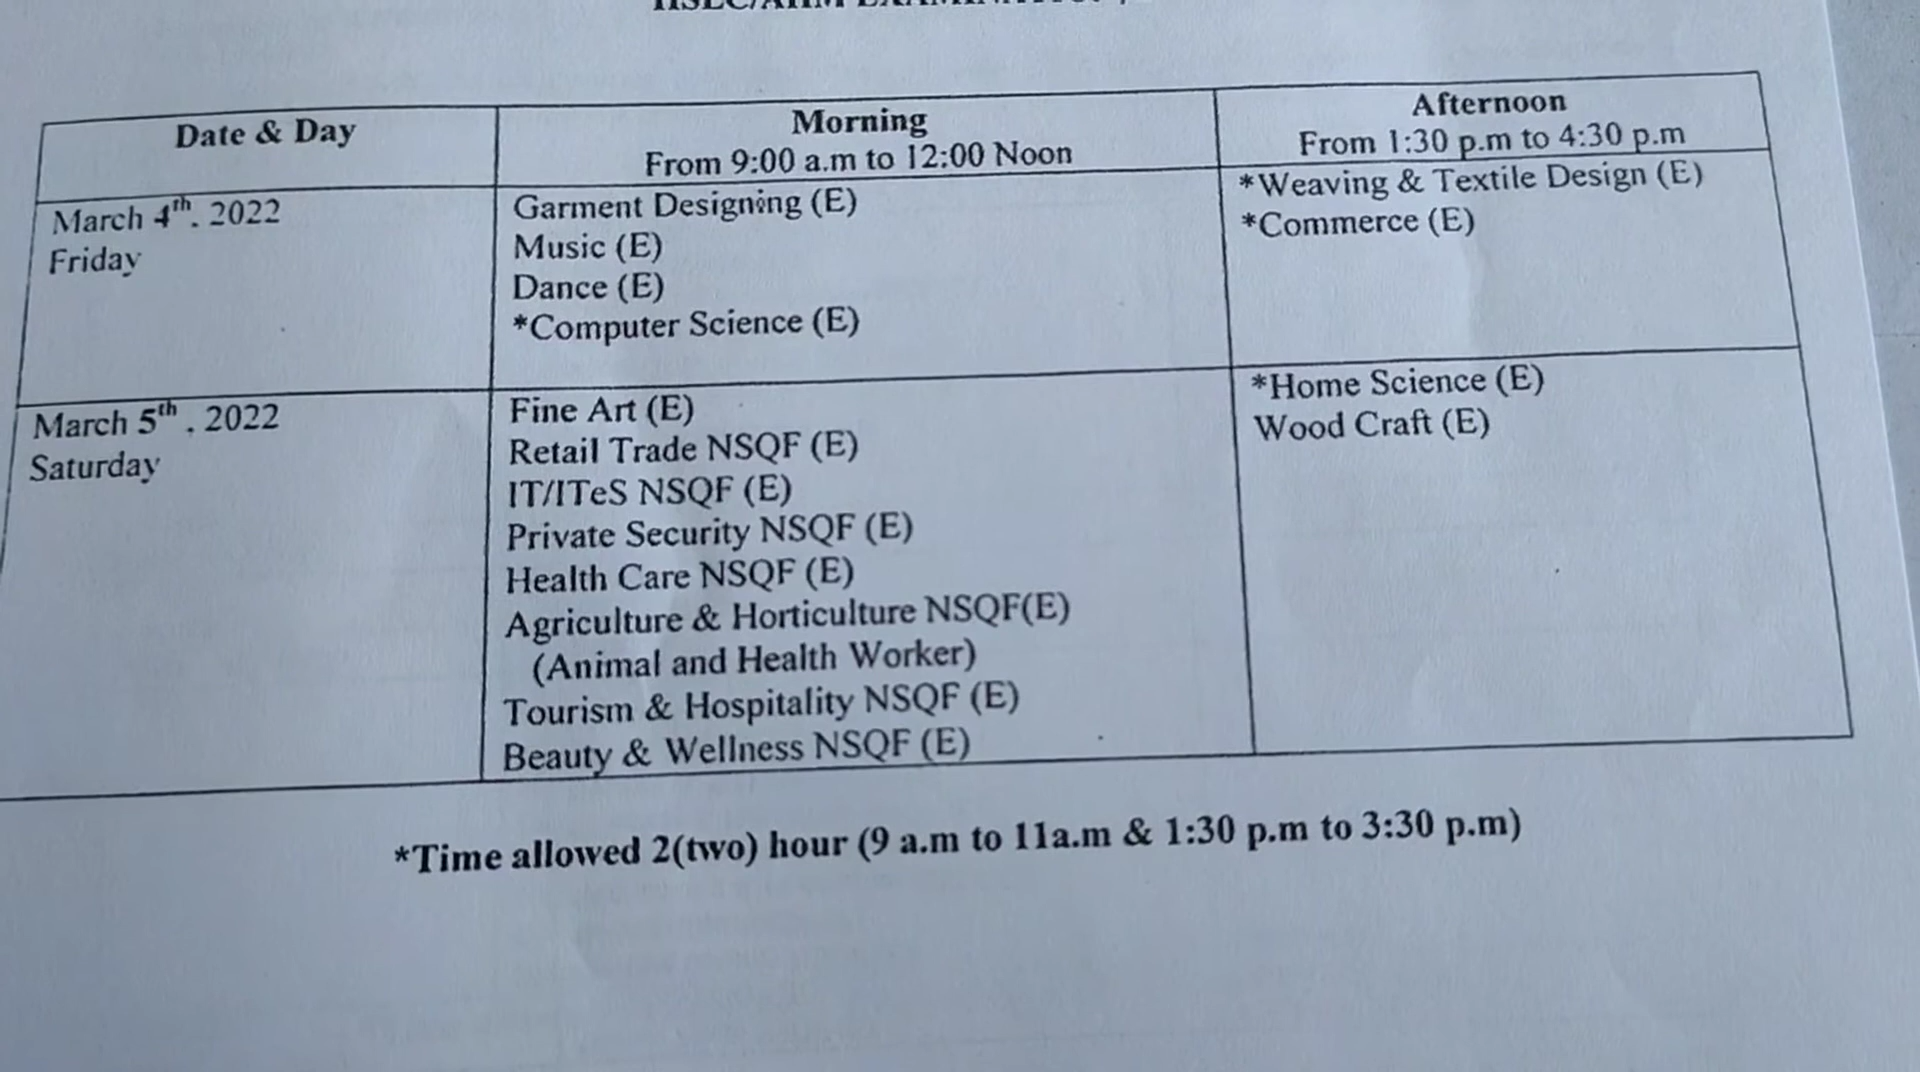 Date & Day
Morning
From 9:00 a.m to 12:00 Noon
Afternoon
From 1:30 p.m to 4:30 p.m
March 4th. 2022
Friday
Garment Designing (E)
Music (E)
Dance (E)
*Computer Science (E)
*Weaving & Textile Design (E)
*Commerce (E)
March 5th , 2022
Saturday
Fine Art (E)
Retail Trade NSQF (E)
IT/ITeS NSQF (E)
Private Security NSQF (E)
Health Care NSQF (E)
Agriculture & Horticulture NSQF(E)
(Animal and Health Worker)
Tourism & Hospitality NSQF (E)
Beauty & Wellness NSQF (E)
*Home Science (E)
Wood Craft (E)
*Time allowed 2(two) hour (9 a.m to 11a.m & 1:30 p.m to 3:30 p.m)